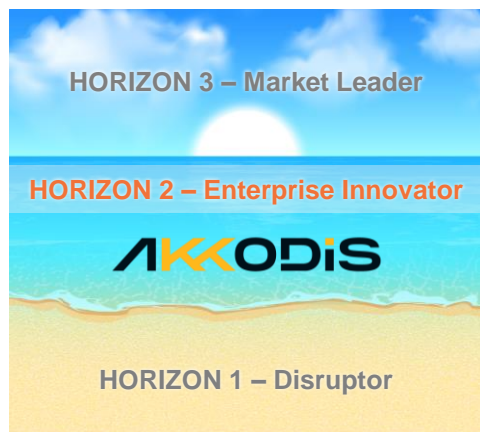 HORIZON 3 – Market Leader
HORIZON 2 – Enterprise Innovator
AKKODiS
HORIZON 1 – Disruptor